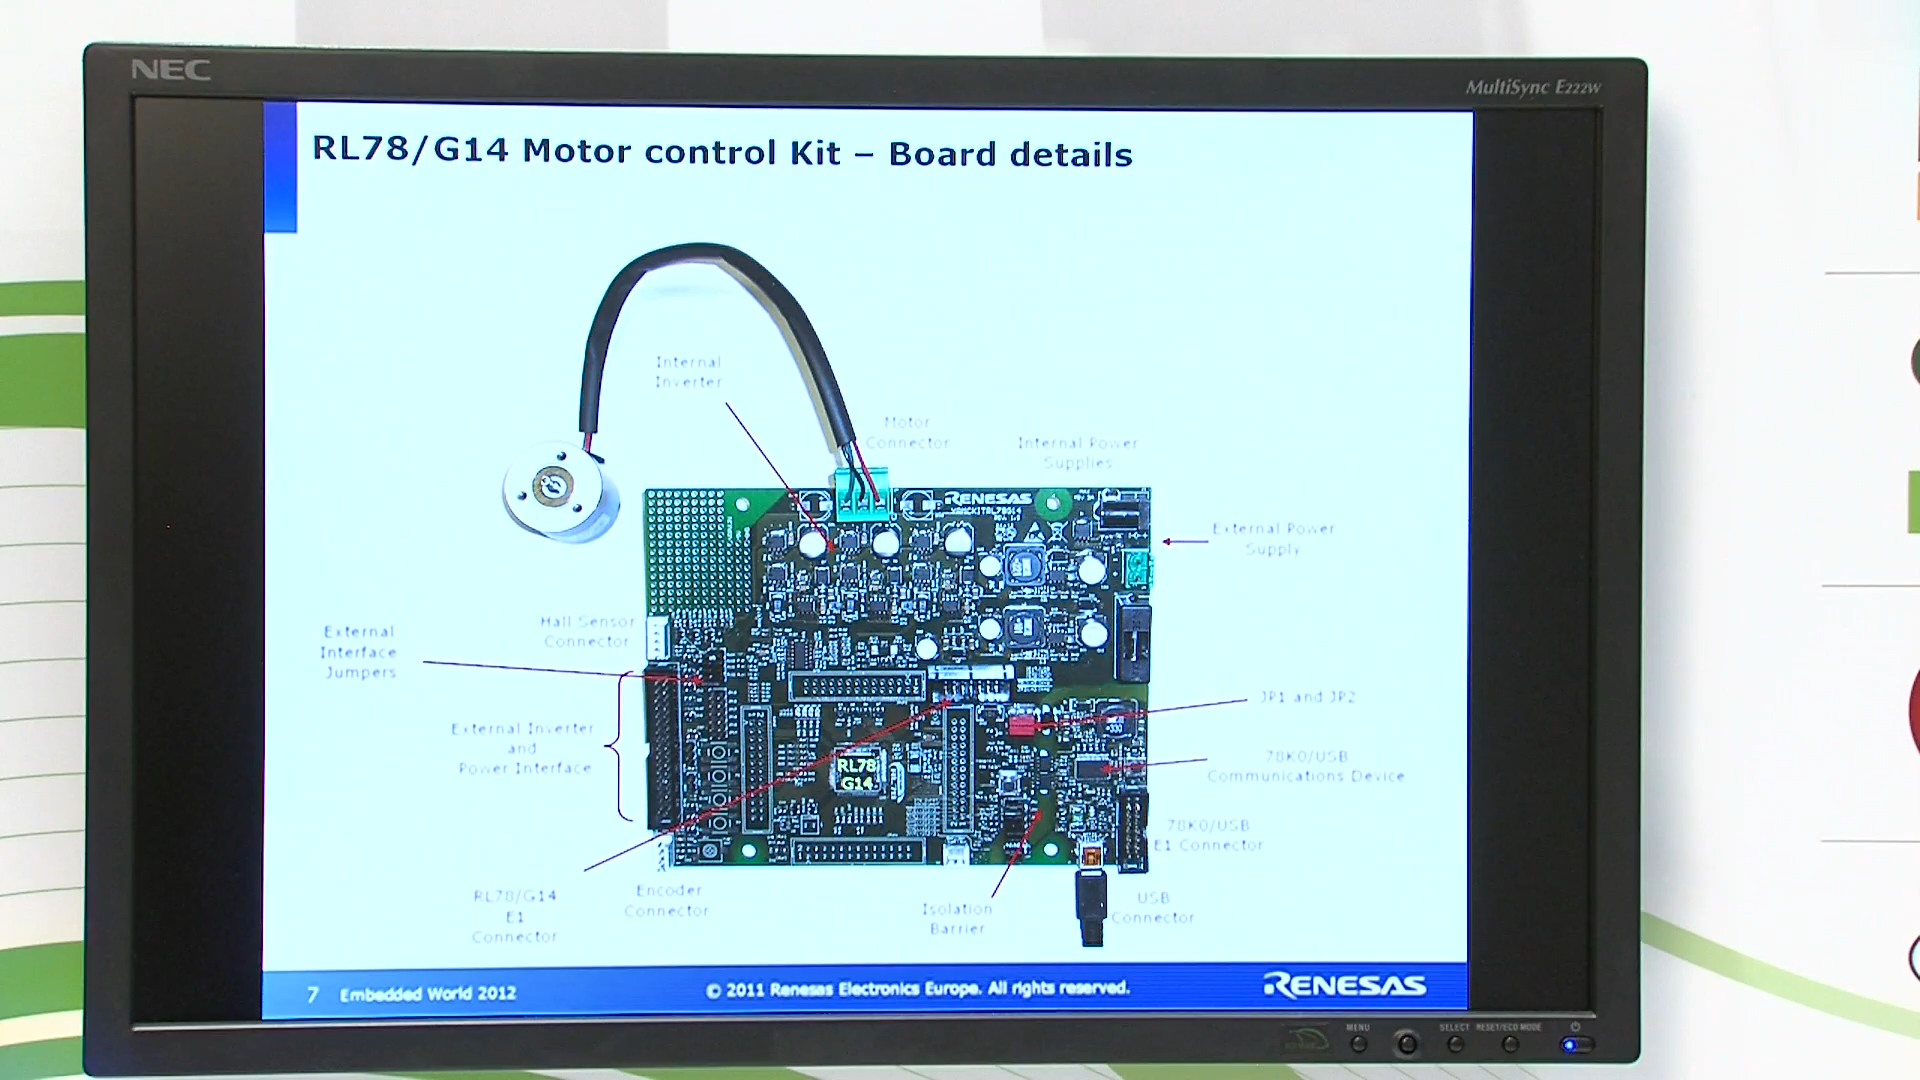 NEC
MultiSync E222W
RL78/G14 Motor control Kit – Board details
Internal
Inverter
Motor
Connector
Internal Power
Supplies
RENESAS
External Power
Supply
Hall Sensor
Connector
External
Interface
Jumpers
JP1 and JP2
External Inverter
and
Power Interface
RL78
G14
78K0/USB
Communications Device
78K0/USB
E1 Connector
RL78/G14
E1
Connector
Encoder
Connector
Isolation
Barrier
USB
Connector
7 Embedded World 2012
© 2011 Renesas Electronics Europe. All rights reserved.
RENESAS
MENU
SELECT
RESET/ECO MODE